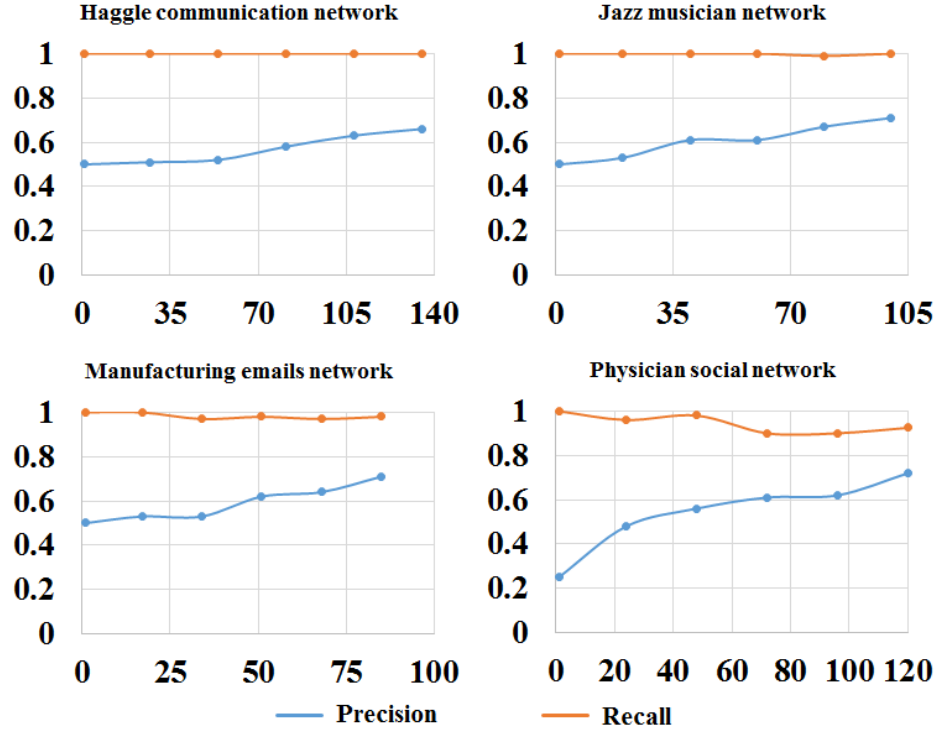 Haggle communication network
1
0.8
0.6
0.4
0.2
0
0 35 70 105 140
Jazz musician network
1
0.8
0.6
0.4
0.2
0
0 35 70 105
Manufacturing emails network
1
0.8
0.6
0.4
0.2
0
0 25 50 75 100
Physician social network
1
0.8
0.6
0.4
0.2
0
0 20 40 60 80 100 120
Precision Recall